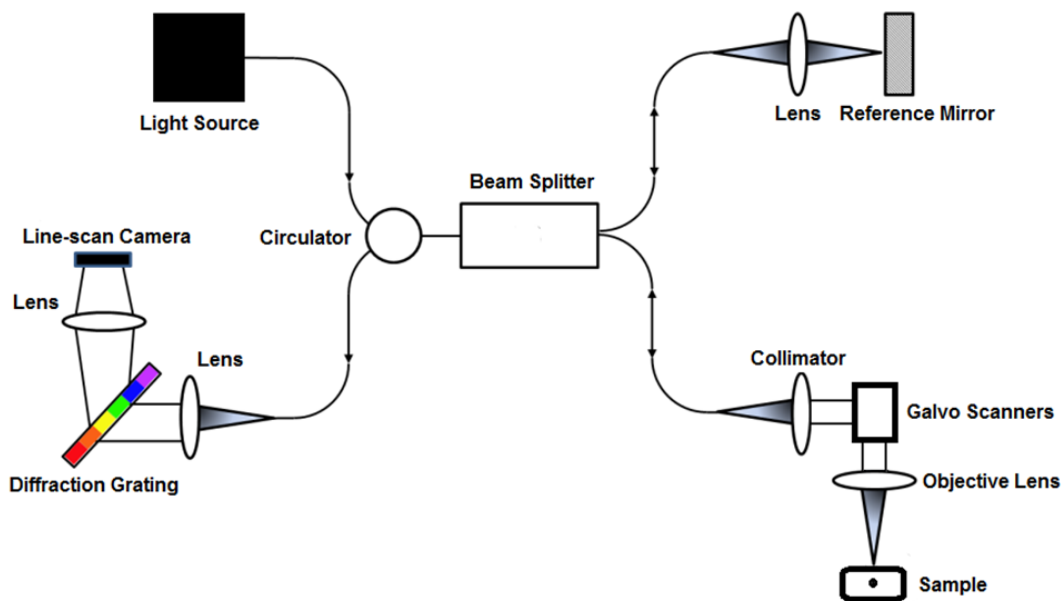 Light Source
Lens
Reference Mirror
Beam Splitter
Circulator
Line-scan Camera
Lens
Lens
Diffraction Grating
Collimator
Galvo Scanners
Objective Lens
Sample